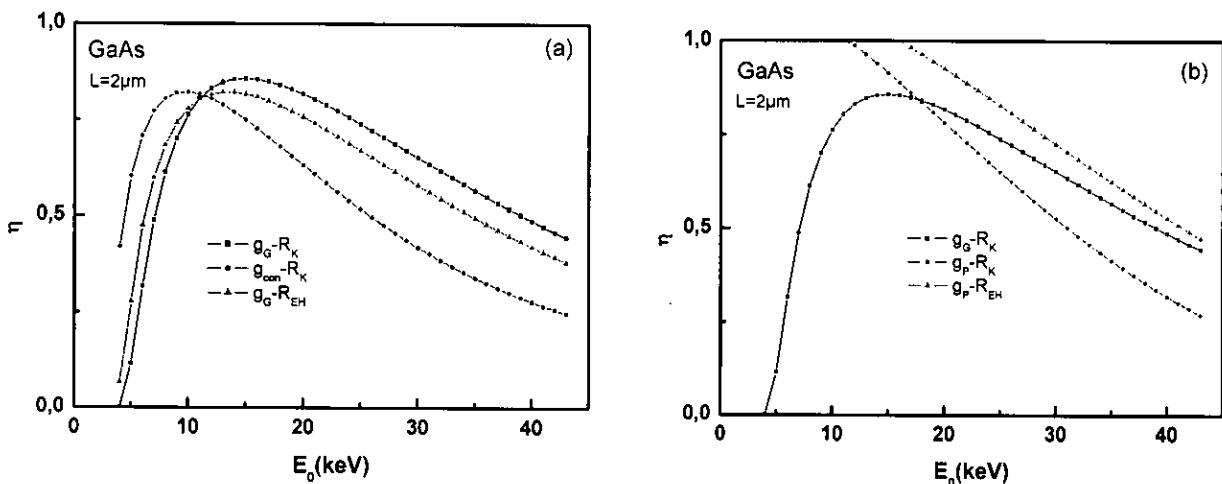 1,0
GaAs
(a)
L=2μm
0,5
η
g_G-R_K
g_con-R_K
g_G-R_EH
0,0
0
10
20
30
40
E_0(keV)
1,0
GaAs
(b)
L=2μm
0,5
η
g_G-R_K
g_P-R_K
g_P-R_EH
0,0
0
10
20
30
40
E_0(keV)